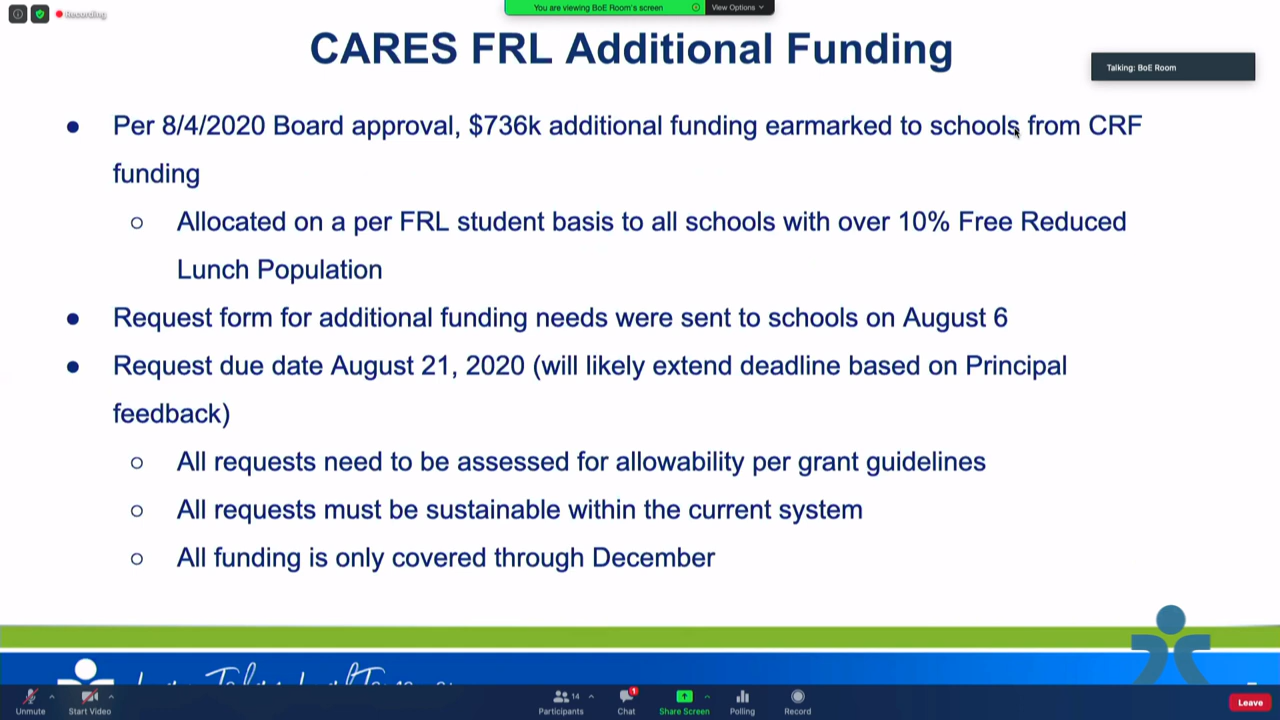 Recording
You are viewing BoE Room's screen
View Options
CARES FRL Additional Funding
Talking: BoE Room
● Per 8/4/2020 Board approval, $736k additional funding earmarked to schools from CRF
funding
○ Allocated on a per FRL student basis to all schools with over 10% Free Reduced
Lunch Population
● Request form for additional funding needs were sent to schools on August 6
● Request due date August 21, 2020 (will likely extend deadline based on Principal
feedback)
○ All requests need to be assessed for allowability per grant guidelines
○ All requests must be sustainable within the current system
○ All funding is only covered through December
Unmute
Start Video
14
Participants
1
Chat
Share Screen
Polling
Record
Leave